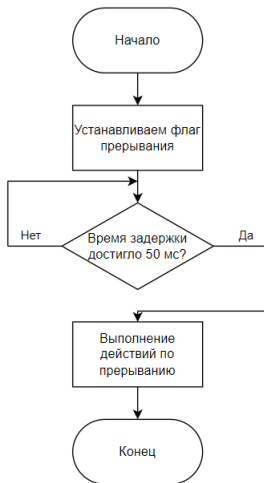 Начало
Устанавливаем флаг
прерывания
Нет
Время задержки
достигло 50 мс?
Да
Выполнение
действий по
прерыванию
Конец